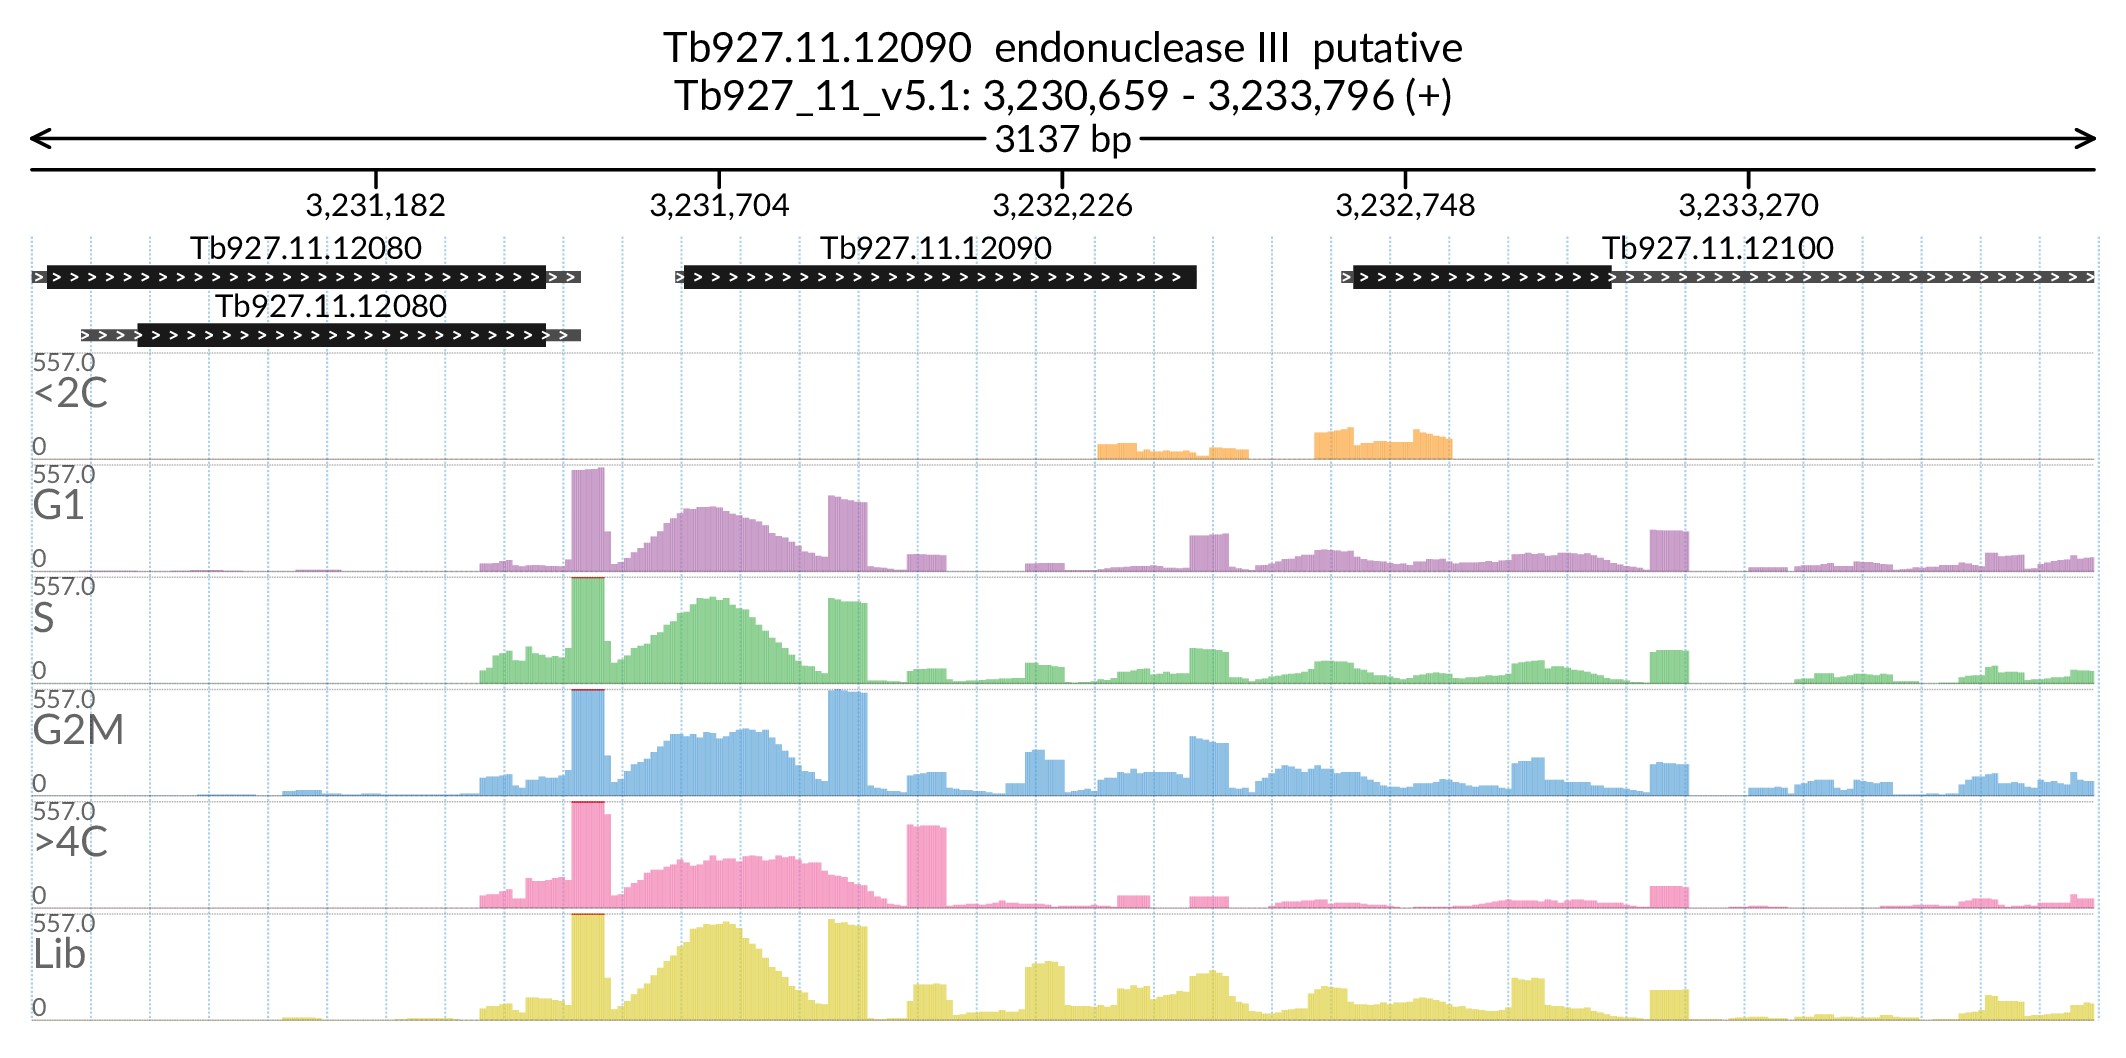 Tb927.11.12090 endonuclease III putative
Tb927_11_v5.1: 3,230,659 - 3,233,796 (+)
3137 bp
3,231,182 3,231,704 3,232,226 3,232,748 3,233,270
Tb927.11.12080 Tb927.11.12090 Tb927.11.12100
Tb927.11.12080
557.0
<2C
0
557.0
G1
0
557.0
S
0
557.0
G2M
0
557.0
>4C
0
557.0
Lib
0